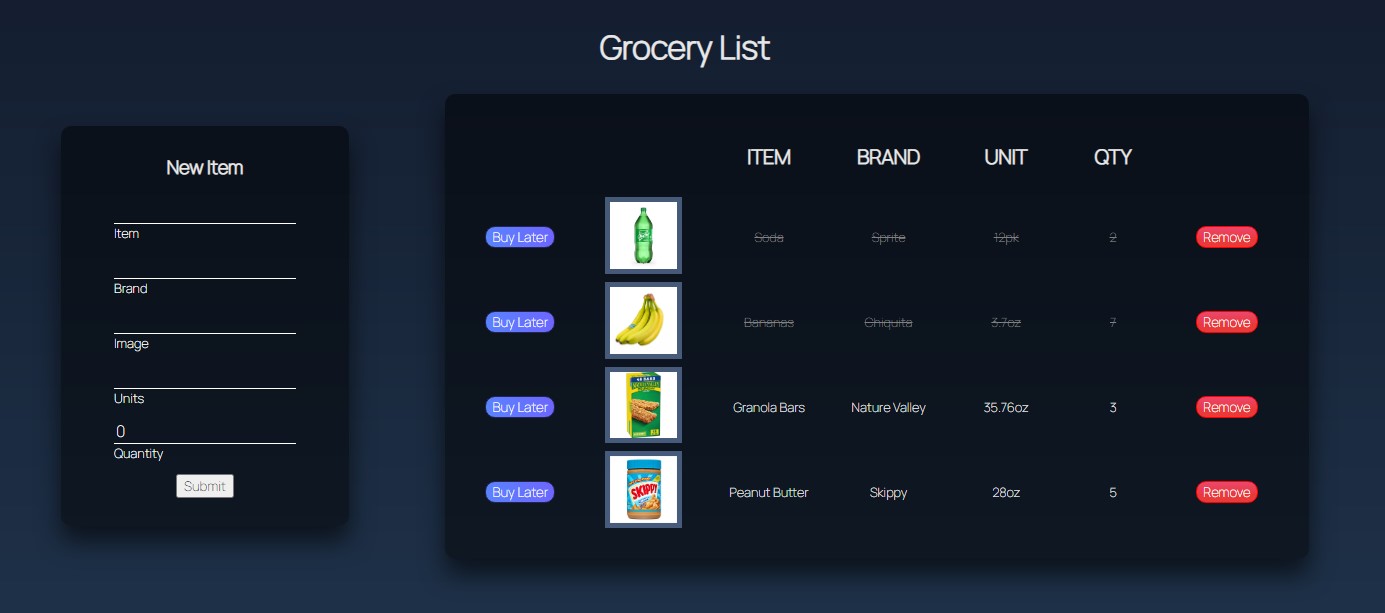 Grocery List
New Item
Item
Brand
Image
Units
0
Quantity
Submit
ITEM BRAND UNIT QTY
Buy Later Soda Sprite 12pk 2 Remove
Buy Later Bananas Chiquita 3.7oz 7 Remove
Buy Later Granola Bars Nature Valley 35.76oz 3 Remove
Buy Later Peanut Butter Skippy 28oz 5 Remove
SKIPPY